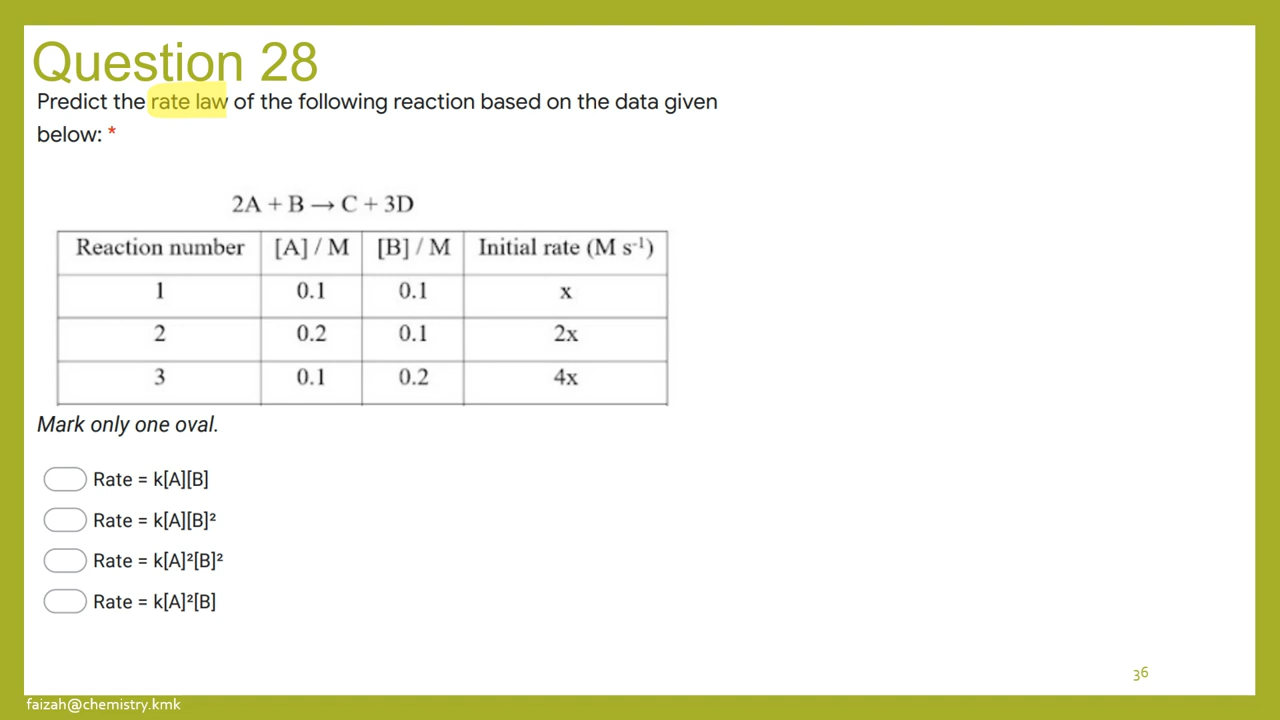 Question 28
Predict the rate law of the following reaction based on the data given
below: *
2A + B → C + 3D
Reaction number [A] / M [B] / M Initial rate (M s⁻¹)
1 0.1 0.1 x
2 0.2 0.1 2x
3 0.1 0.2 4x
Mark only one oval.
Rate = k[A][B]
Rate = k[A][B]²
Rate = k[A]²[B]²
Rate = k[A]²[B]
36
faizah@chemistry.kmk